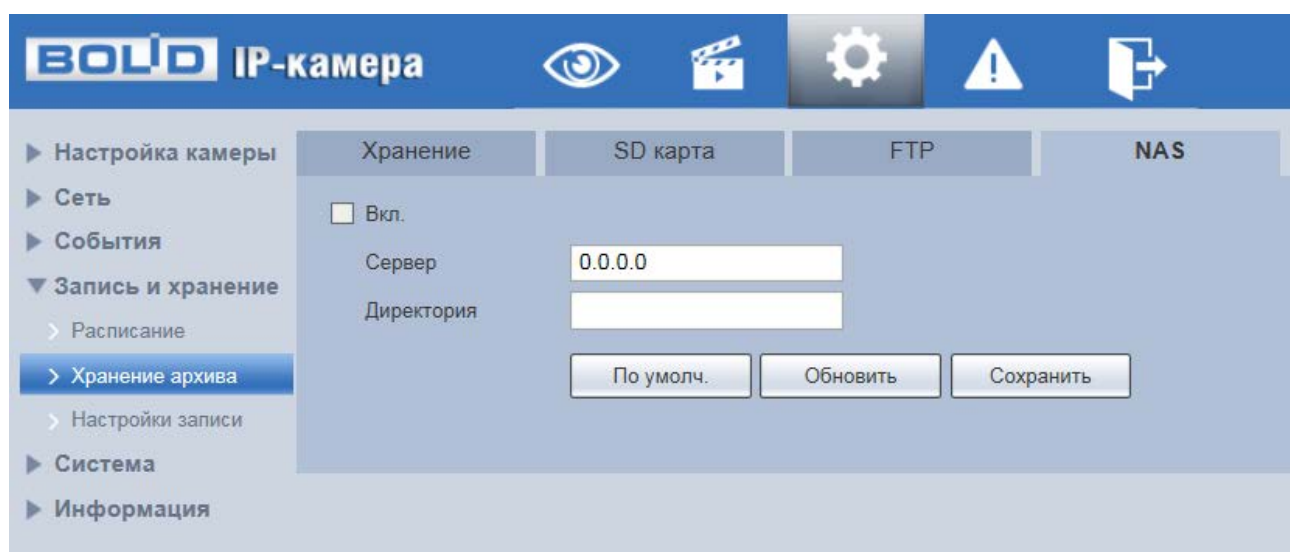 BOLID IP-камера
Настройка камеры
Сеть
События
Запись и хранение
Расписание
Хранение архива
Настройки записи
Система
Информация
Хранение SD карта FTP NAS
Вкл.
Сервер 0.0.0.0
Директория
По умолч. Обновить Сохранить